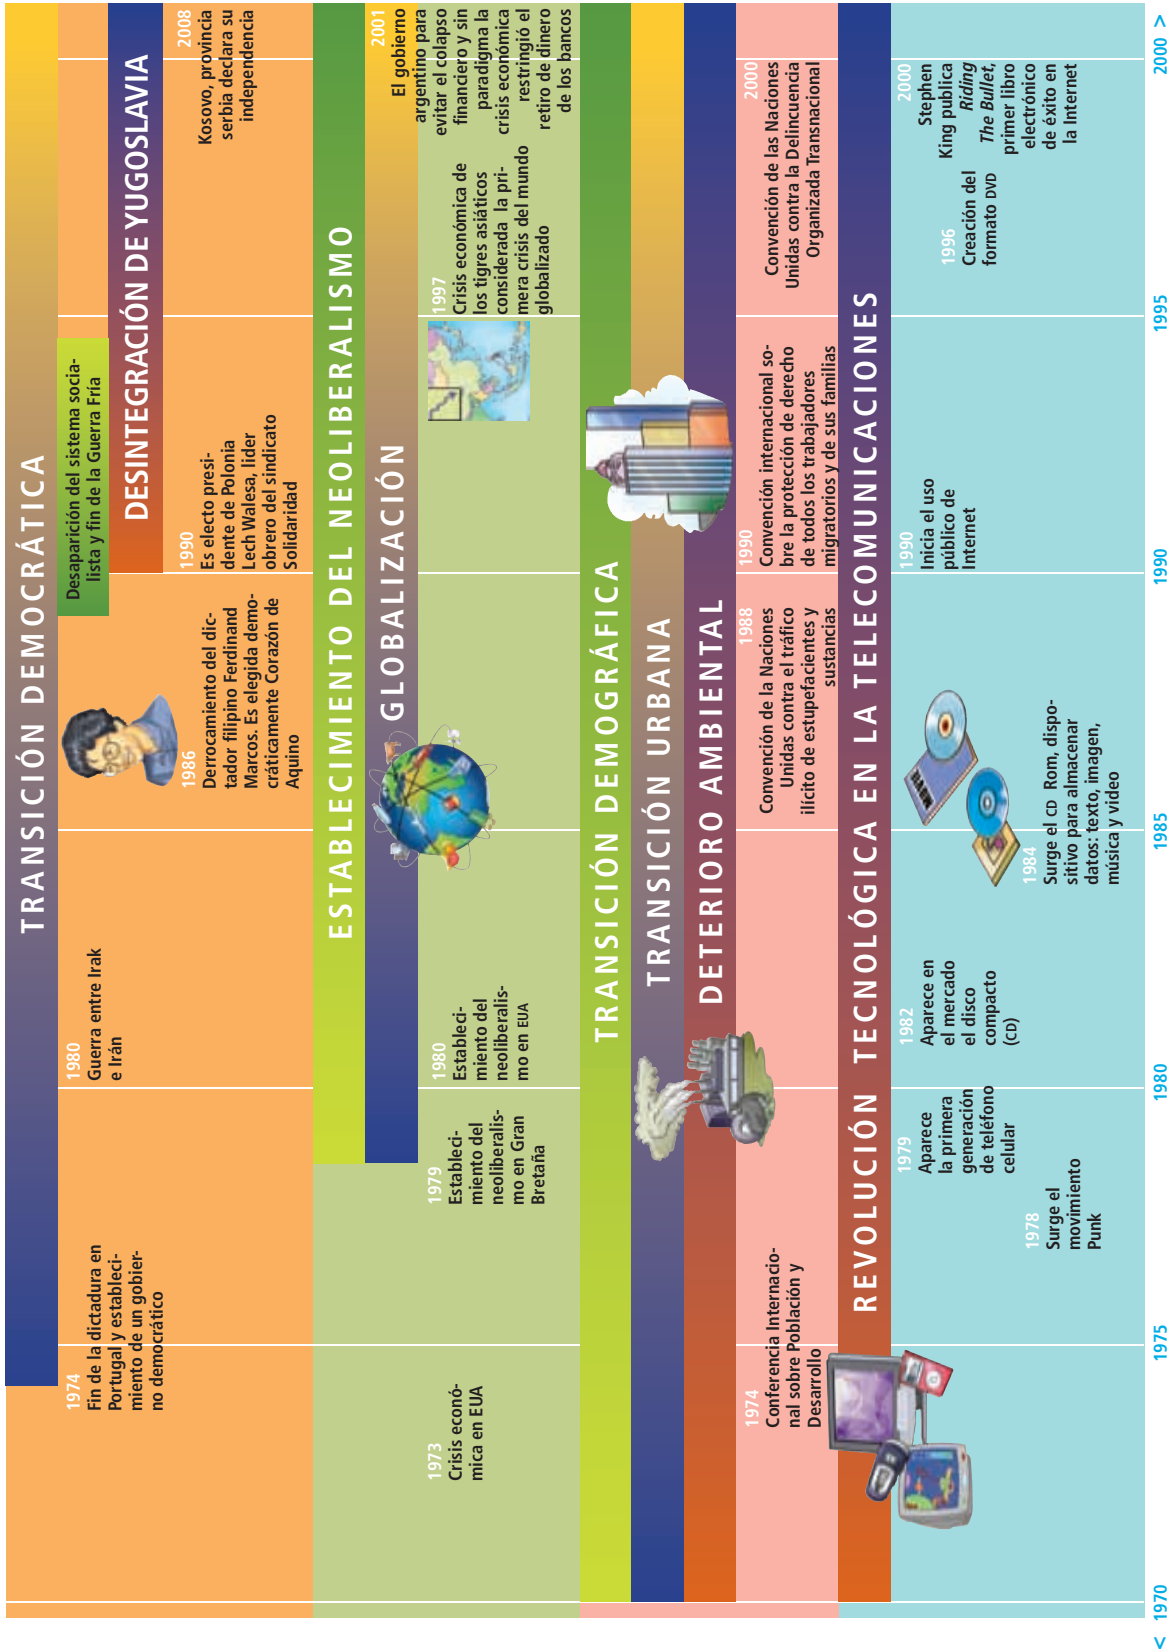 TRANSICIÓN DEMOCRÁTICA
1974
Fin de la dictadura en
Portugal y estableci-
miento de un gobier-
no democrático
1980
Guerra entre Irak
e Irán
1986
Derrocamiento del dic-
tador filipino Ferdinand
Marcos. Es elegida demo-
cráticamente Corazón de
Aquino
Desaparición del sistema socia-
lista y fin de la Guerra Fría
DESINTEGRACIÓN DE YUGOSLAVIA
1990
Es electo presi-
dente de Polonia
Lech Walesa, líder
obrero del sindicato
Solidaridad
2008
Kosovo, provincia
serbia declara su
independencia
ESTABLECIMIENTO DEL NEOLIBERALISMO
GLOBALIZACIÓN
1973
Crisis econó-
mica en EUA
1979
Estableci-
miento del
neoliberalis-
mo en Gran
Bretaña
1980
Estableci-
miento del
neoliberalis-
mo en EUA
1997
Crisis económica de
los tigres asiáticos
considerada la pri-
mera crisis del mundo
globalizado
2001
El gobierno
argentino para
evitar el colapso
financiero y sin
paradigma la
crisis económica
restringió el
retiro de dinero
de los bancos
TRANSICIÓN DEMOGRÁFICA
TRANSICIÓN URBANA
DETERIORO AMBIENTAL
1974
Conferencia Internacio-
nal sobre Población y
Desarrollo
1988
Convención de la Naciones
Unidas contra el tráfico
ilícito de estupefacientes y
sustancias
1990
Convención internacional so-
bre la protección de derecho
de todos los trabajadores
migratorios y de sus familias
2000
Convención de las Naciones
Unidas contra la Delincuencia
Organizada Transnacional
REVOLUCIÓN TECNOLÓGICA EN LA TELECOMUNICACIONES
1978
Surge el
movimiento
Punk
1979
Aparece
la primera
generación
de teléfono
celular
1982
Aparece en
el mercado
el disco
compacto
(CD)
1984
Surge el CD Rom, dispo-
sitivo para almacenar
datos: texto, imagen,
música y video
1990
Inicia el uso
público de
Internet
1996
Creación del
formato DVD
2000
Stephen
King publica
Riding
The Bullet,
primer libro
electrónico
de éxito en
la Internet
< 1970 1975 1980 1985 1990 1995 2000 >